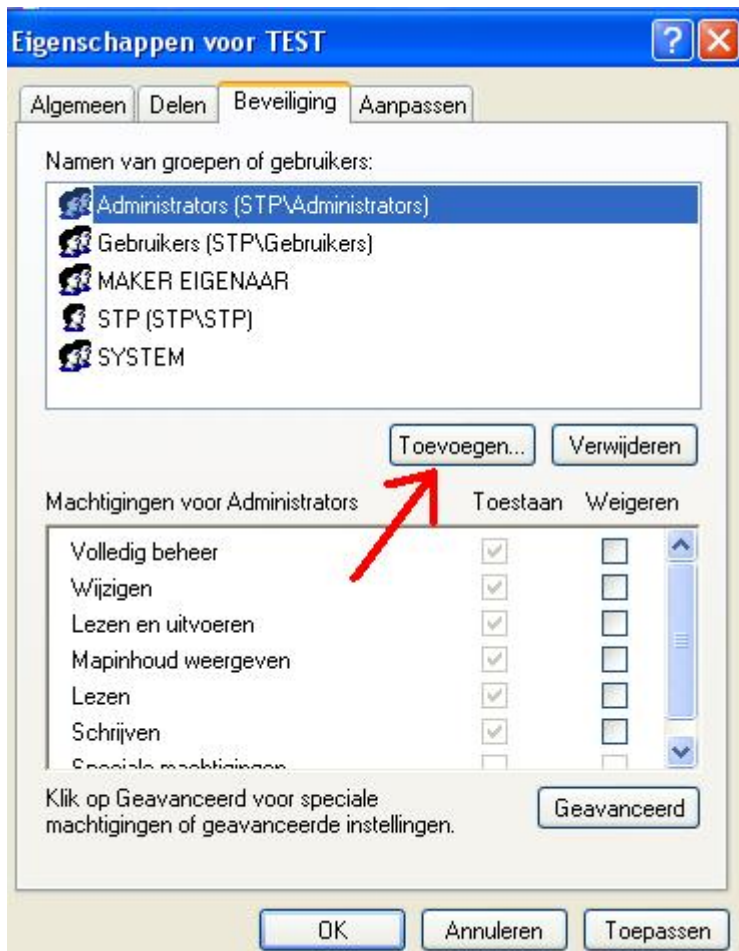 Eigenschappen voor TEST
Algemeen Delen Beveiliging Aanpassen
Namen van groepen of gebruikers:
Administrators (STP\Administrators)
Gebruikers (STP\Gebruikers)
MAKER EIGENAAR
STP (STP\STP)
SYSTEM
Toevoegen... Verwijderen
Machtigingen voor Administrators Toestaan Weigeren
Volledig beheer
Wijzigen
Lezen en uitvoeren
Mapinhoud weergeven
Lezen
Schrijven
Speciale machtigingen
Klik op Geavanceerd voor speciale
machtigingen of geavanceerde instellingen.
Geavanceerd
OK Annuleren Toepassen